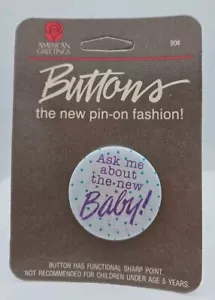 AMERICAN
GREETINGS
90¢
Buttons
the new pin-on fashion!
Ask me
about
the new
Baby!
BUTTON HAS FUNCTIONAL SHARP POINT.
NOT RECOMMENDED FOR CHILDREN UNDER AGE 5 YEARS.